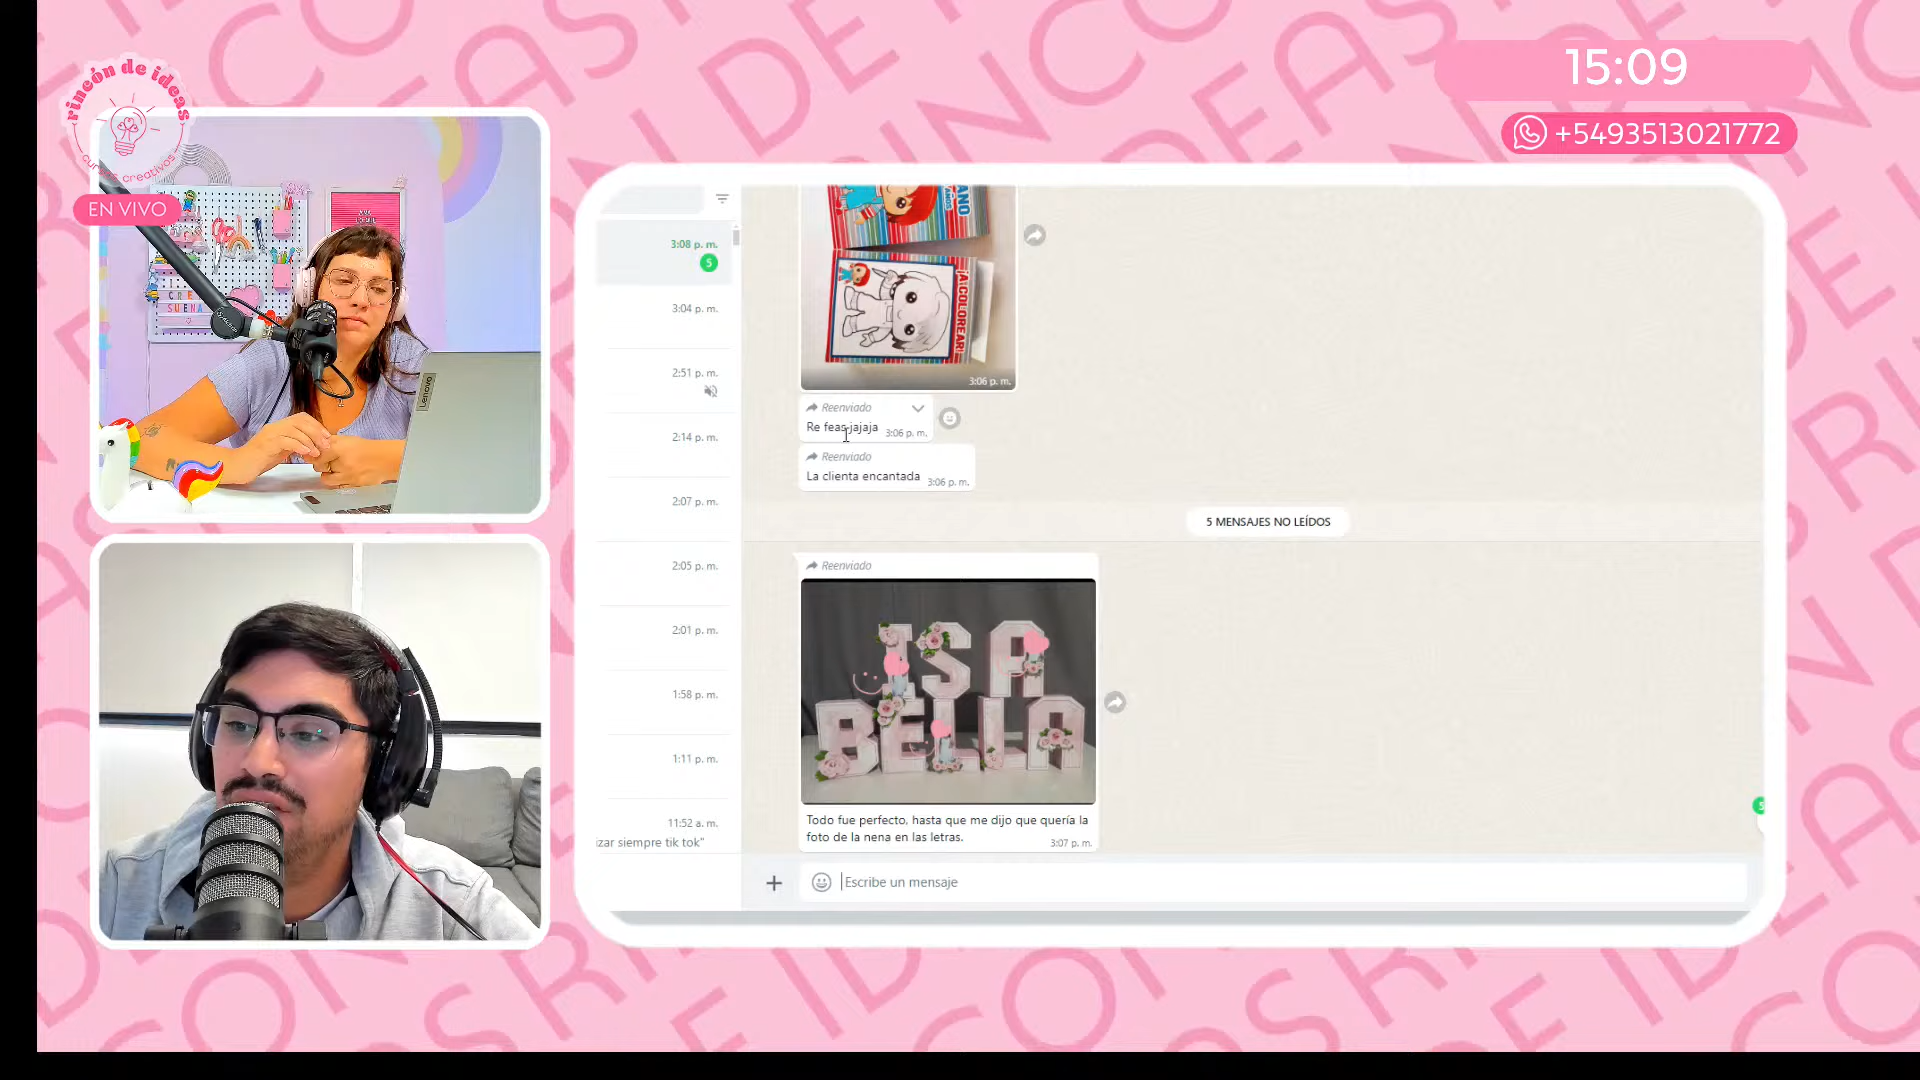 rincón de ideas
cursos creativos
EN VIVO
15:09
+5493513021772
CRE
SUENA
Lenovo
3:08 p. m.
5
3:04 p. m.
2:51 p. m.
2:14 p. m.
2:07 p. m.
2:05 p. m.
2:01 p. m.
1:58 p. m.
1:11 p. m.
11:52 a. m.
izar siempre tik tok"
¡A COLOREAR!
3:06 p. m.
Reenviado
Re feas jajaja 3:06 p. m.
Reenviado
La clienta encantada 3:06 p. m.
5 MENSAJES NO LEÍDOS
Reenviado
ISA
BELLA
Todo fue perfecto, hasta que me dijo que quería la
foto de la nena en las letras. 3:07 p. m.
Escribe un mensaje